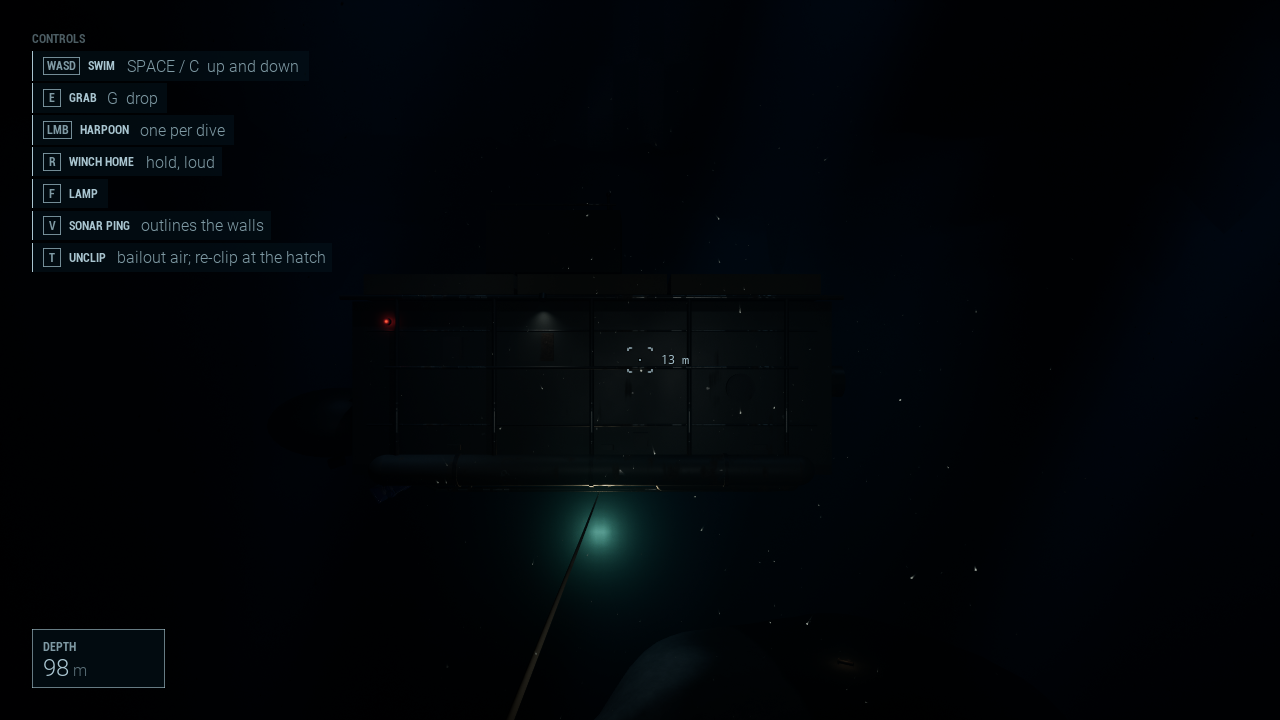 CONTROLS
WASD SWIM SPACE / C up and down
E GRAB G drop
LMB HARPOON one per dive
R WINCH HOME hold, loud
F LAMP
V SONAR PING outlines the walls
T UNCLIP bailout air; re-clip at the hatch
13 m
DEPTH
98 m